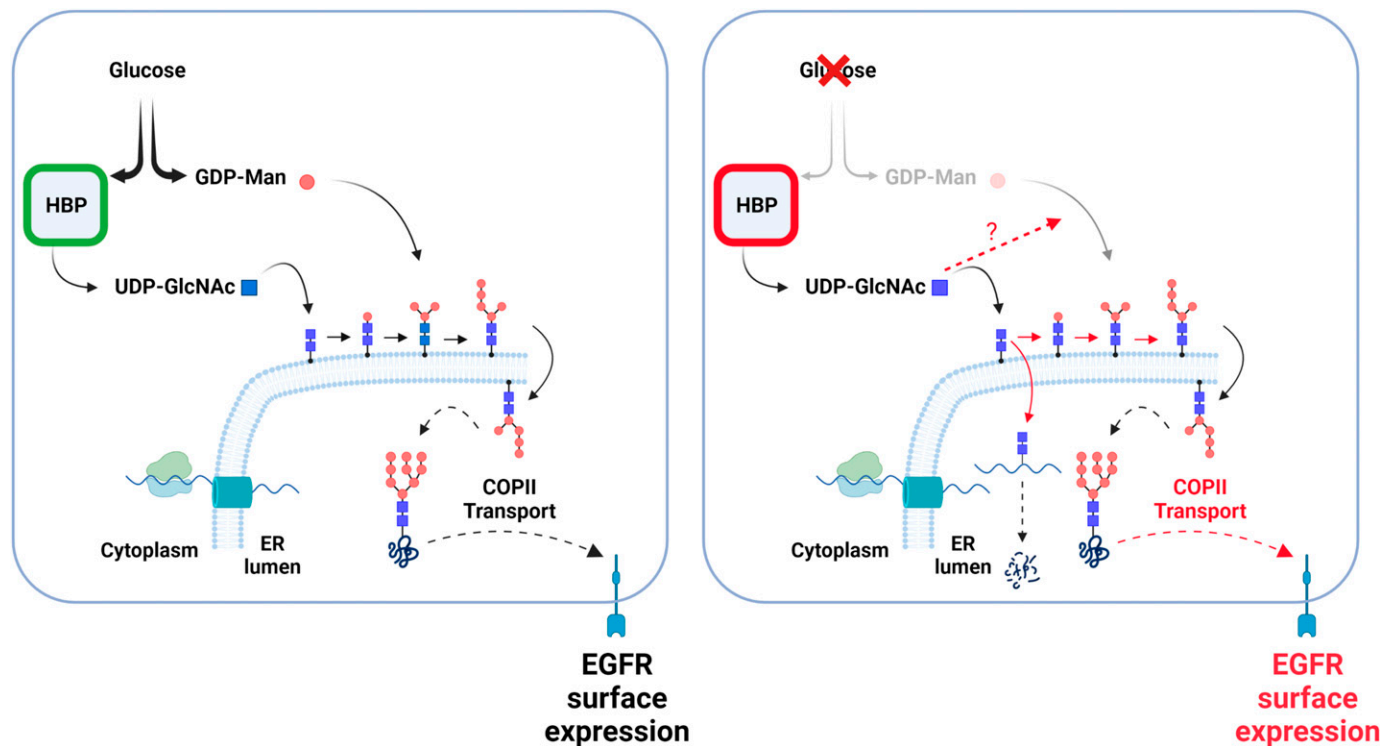 Glucose
GDP-Man
HBP
UDP-GlcNAc
COPII
Transport
Cytoplasm
ER
lumen
EGFR
surface
expression
Glucose
GDP-Man
HBP
?
UDP-GlcNAc
COPII
Transport
Cytoplasm
ER
lumen
EGFR
surface
expression